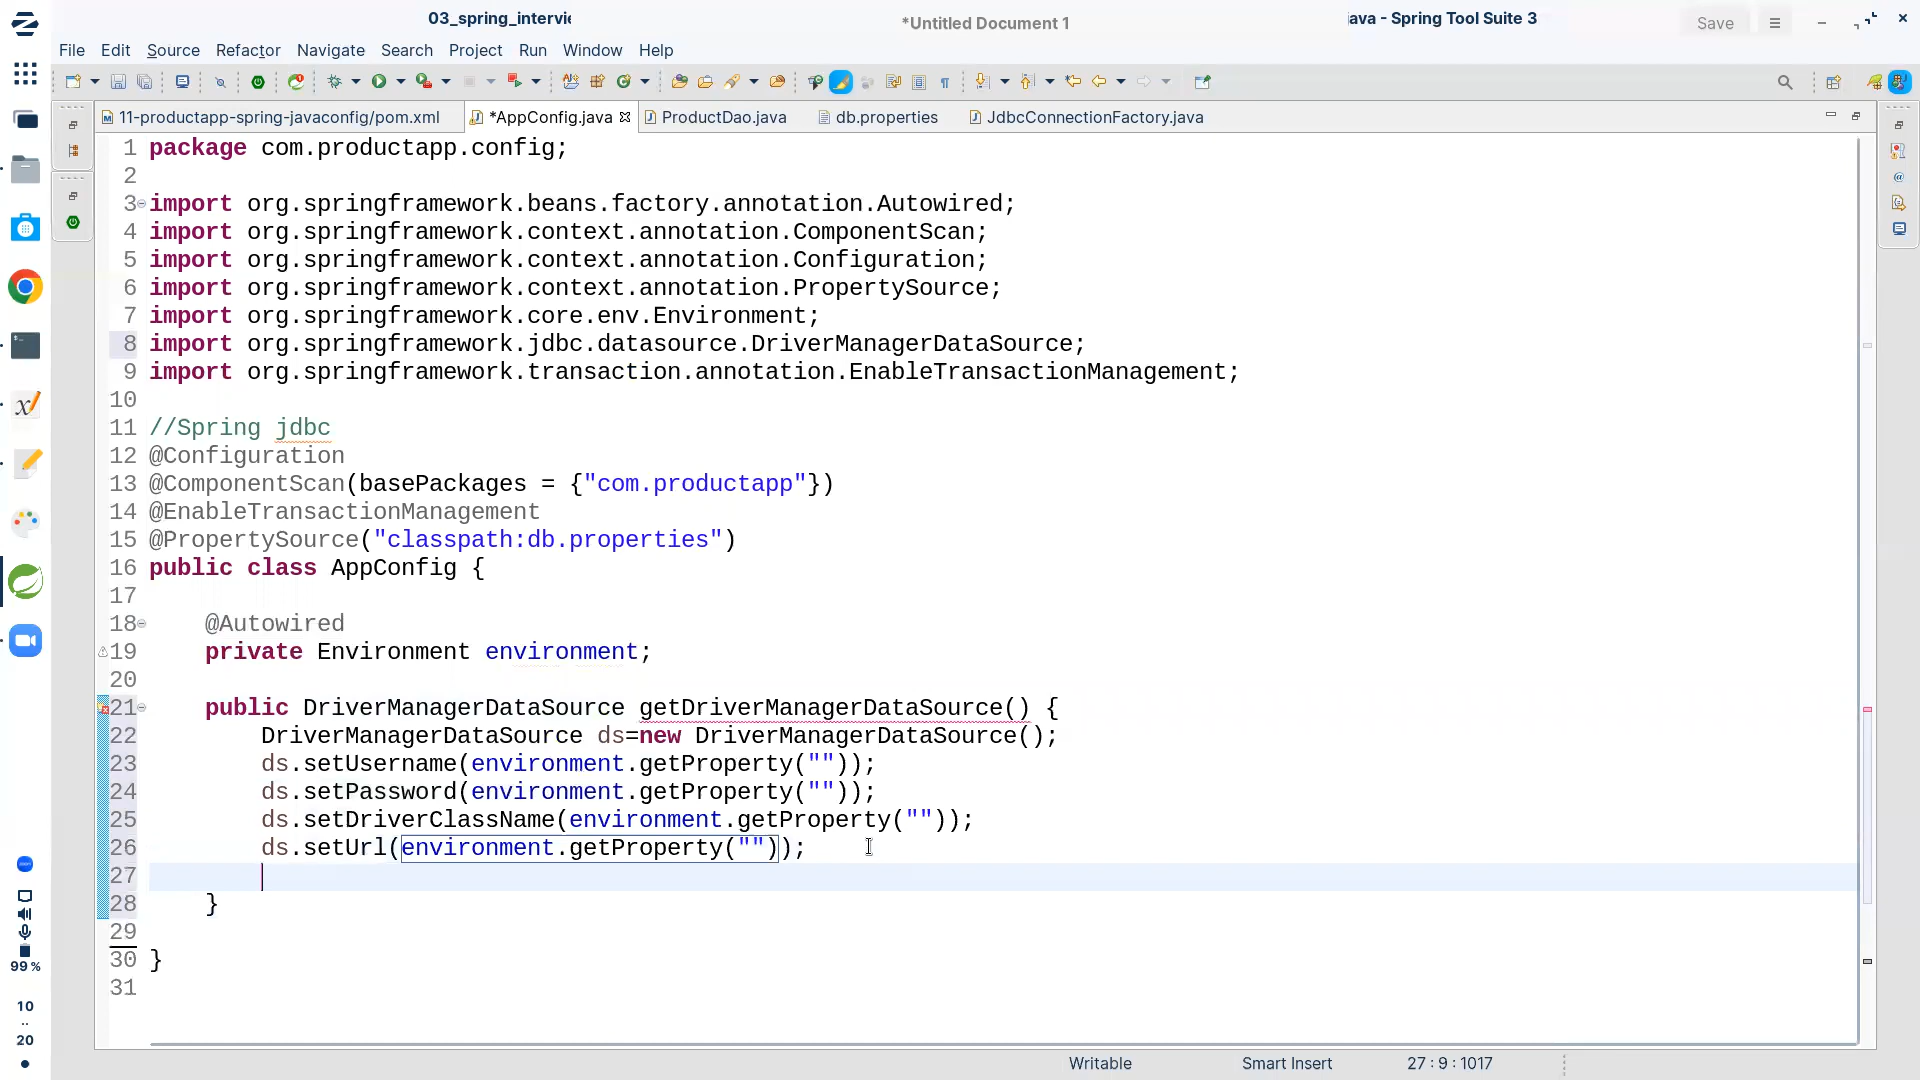 03_spring_intervie
*Untitled Document 1
java - Spring Tool Suite 3
Save
File Edit Source Refactor Navigate Search Project Run Window Help
11-productapp-spring-javaconfig/pom.xml
*AppConfig.java
ProductDao.java
db.properties
JdbcConnectionFactory.java
1 package com.productapp.config;
2
3 import org.springframework.beans.factory.annotation.Autowired;
4 import org.springframework.context.annotation.ComponentScan;
5 import org.springframework.context.annotation.Configuration;
6 import org.springframework.context.annotation.PropertySource;
7 import org.springframework.core.env.Environment;
8 import org.springframework.jdbc.datasource.DriverManagerDataSource;
9 import org.springframework.transaction.annotation.EnableTransactionManagement;
10
11 //Spring jdbc
12 @Configuration
13 @ComponentScan(basePackages = {"com.productapp"})
14 @EnableTransactionManagement
15 @PropertySource("classpath:db.properties")
16 public class AppConfig {
17
18 @Autowired
19 private Environment environment;
20
21 public DriverManagerDataSource getDriverManagerDataSource() {
22 DriverManagerDataSource ds=new DriverManagerDataSource();
23 ds.setUsername(environment.getProperty(""));
24 ds.setPassword(environment.getProperty(""));
25 ds.setDriverClassName(environment.getProperty(""));
26 ds.setUrl(environment.getProperty(""));
27
28 }
29
30 }
31
99 %
10
..
20
Writable
Smart Insert
27 : 9 : 1017